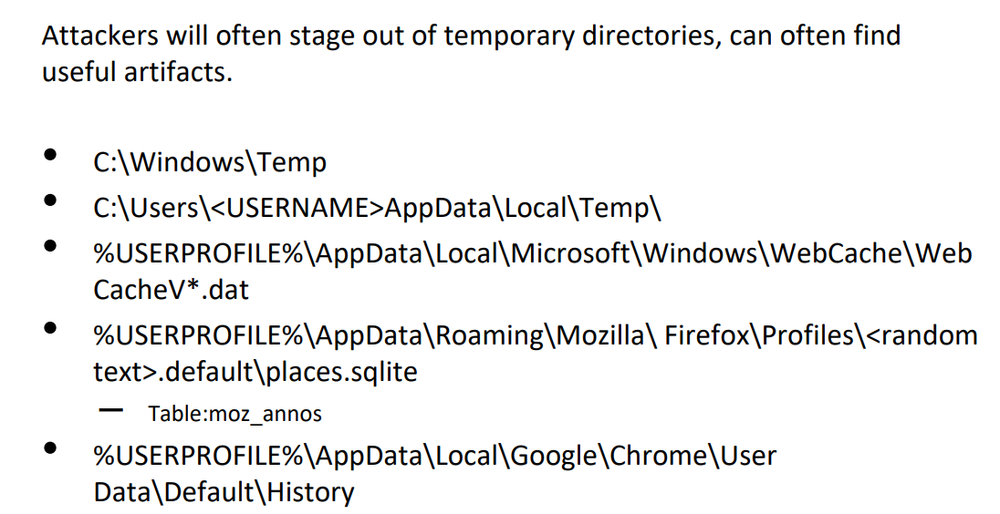 Attackers will often stage out of temporary directories, can often find
useful artifacts.
• C:\Windows\Temp
• C:\Users\<USERNAME>AppData\Local\Temp\
• %USERPROFILE%\AppData\Local\Microsoft\Windows\WebCache\Web
CacheV*.dat
• %USERPROFILE%\AppData\Roaming\Mozilla\ Firefox\Profiles\<random
text>.default\places.sqlite
— Table:moz_annos
• %USERPROFILE%\AppData\Local\Google\Chrome\User
Data\Default\History